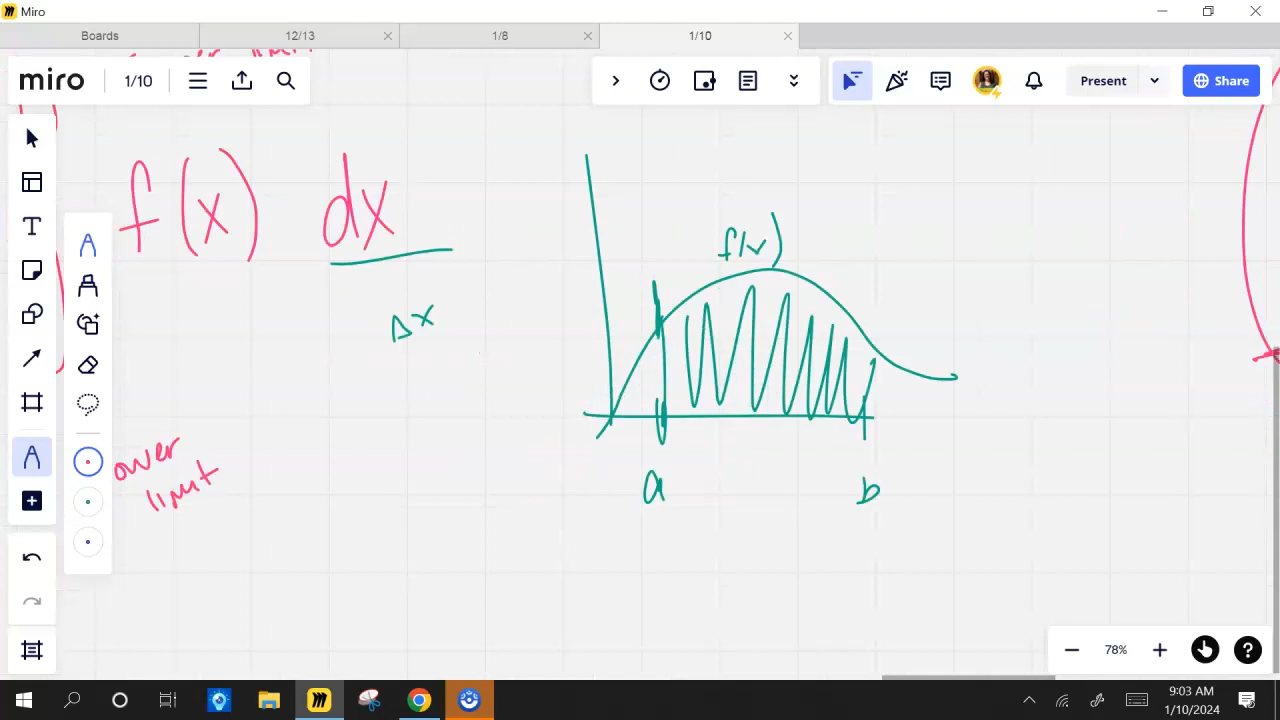 Miro
Boards
12/13
1/8
1/10
miro
1/10
Present
Share
f(x) dx
f(x)
Δx
lower
limit
a
b
78%
9:03 AM
1/10/2024